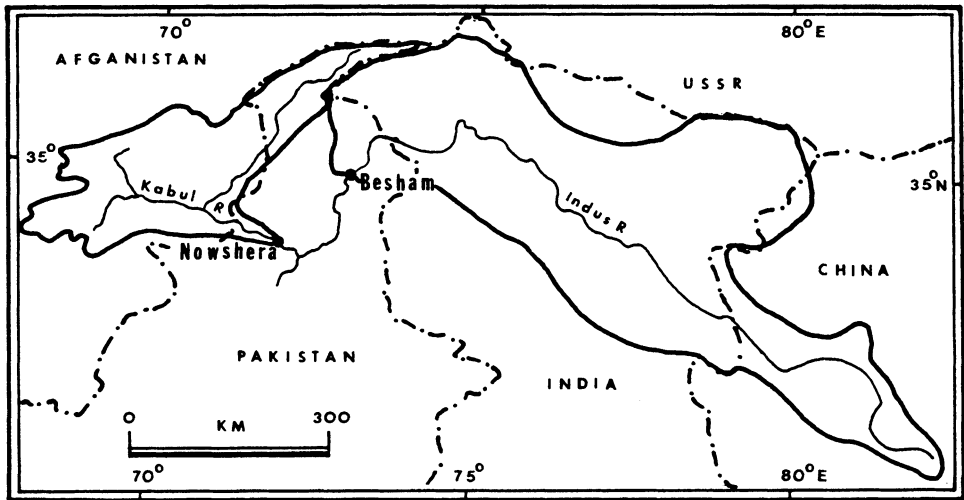 70° 80°E
AFGANISTAN
USSR
35°
Kabul R
Besham
35°N
Indus R
Nowshera
CHINA
PAKISTAN
INDIA
0 300
KM
70° 75° 80°E